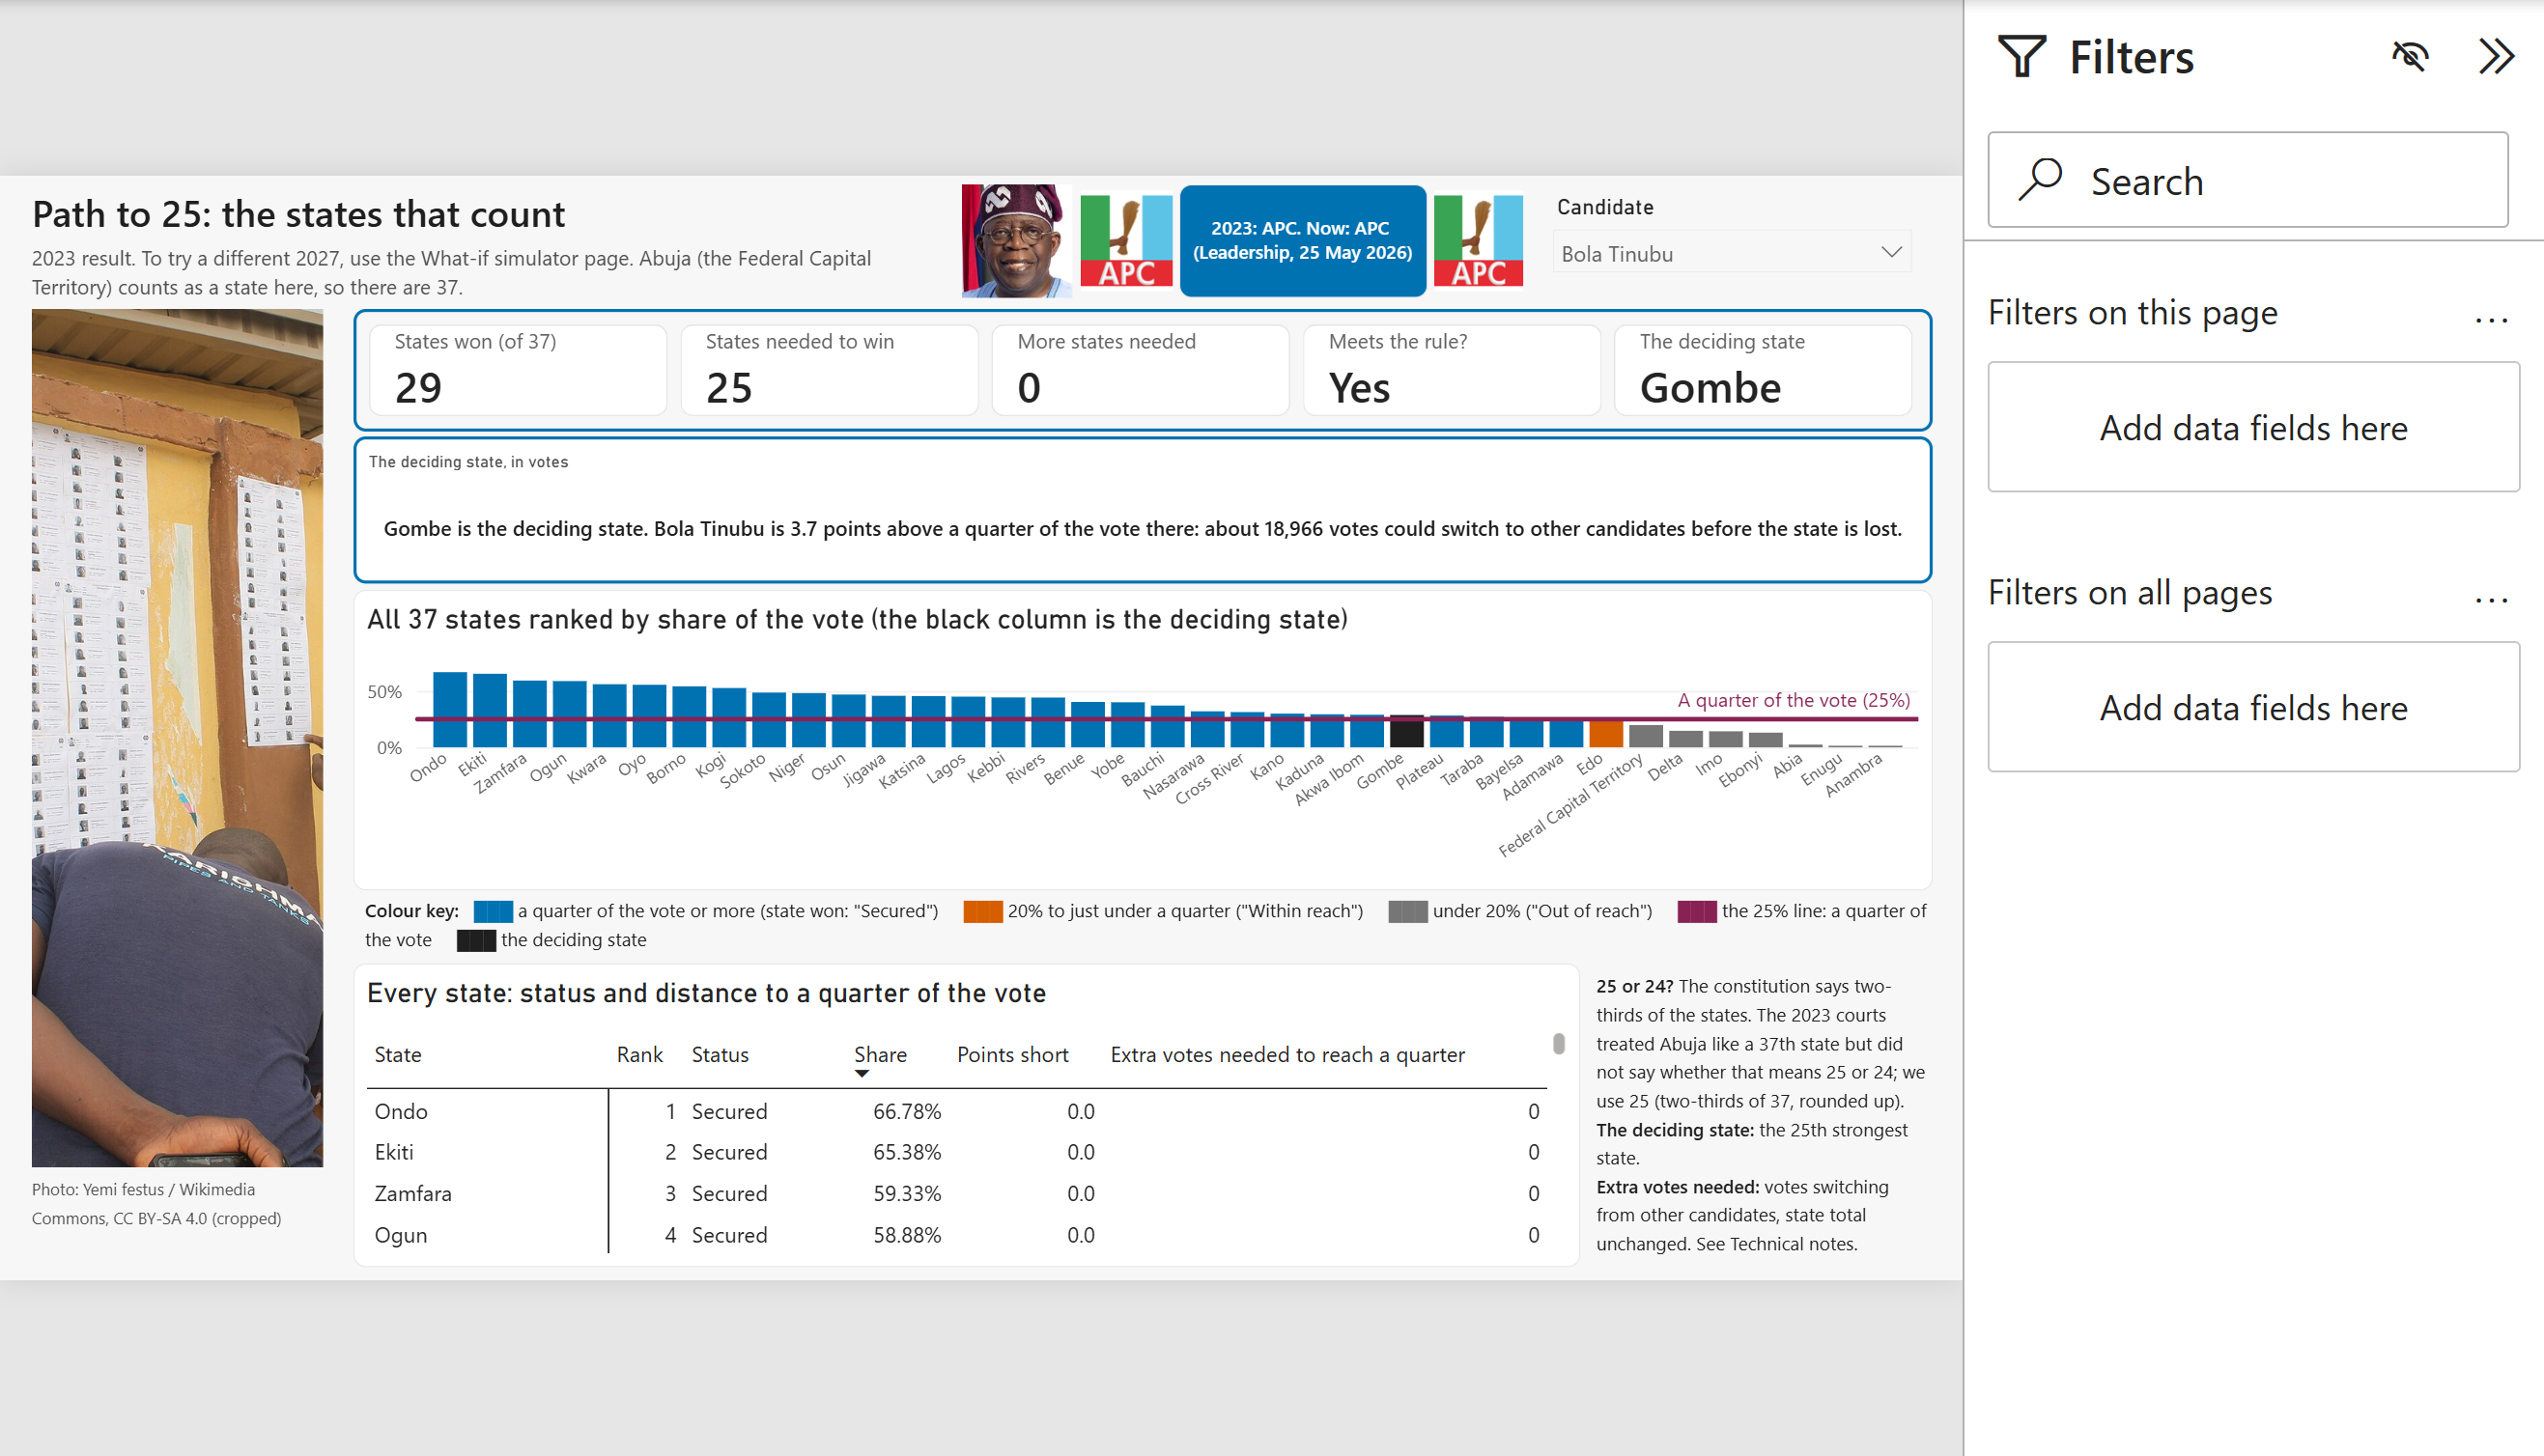 Path to 25: the states that count
2023 result. To try a different 2027, use the What-if simulator page. Abuja (the Federal Capital
Territory) counts as a state here, so there are 37.
APC
2023: APC. Now: APC
(Leadership, 25 May 2026)
APC
Candidate
Bola Tinubu
States won (of 37)
29
States needed to win
25
More states needed
0
Meets the rule?
Yes
The deciding state
Gombe
The deciding state, in votes
Gombe is the deciding state. Bola Tinubu is 3.7 points above a quarter of the vote there: about 18,966 votes could switch to other candidates before the state is lost.
All 37 states ranked by share of the vote (the black column is the deciding state)
50%
0%
A quarter of the vote (25%)
Ondo
Ekiti
Zamfara
Ogun
Kwara
Oyo
Borno
Kogi
Sokoto
Niger
Osun
Jigawa
Katsina
Lagos
Kebbi
Rivers
Benue
Yobe
Bauchi
Nasarawa
Cross River
Kano
Kaduna
Akwa Ibom
Gombe
Plateau
Taraba
Bayelsa
Adamawa
Edo
Federal Capital Territory
Delta
Imo
Ebonyi
Abia
Enugu
Anambra
Colour key: a quarter of the vote or more (state won: "Secured") 20% to just under a quarter ("Within reach") under 20% ("Out of reach") the 25% line: a quarter of
the vote the deciding state
Every state: status and distance to a quarter of the vote
State Rank Status Share Points short Extra votes needed to reach a quarter
Ondo 1 Secured 66.78% 0.0 0
Ekiti 2 Secured 65.38% 0.0 0
Zamfara 3 Secured 59.33% 0.0 0
Ogun 4 Secured 58.88% 0.0 0
25 or 24? The constitution says two-
thirds of the states. The 2023 courts
treated Abuja like a 37th state but did
not say whether that means 25 or 24; we
use 25 (two-thirds of 37, rounded up).
The deciding state: the 25th strongest
state.
Extra votes needed: votes switching
from other candidates, state total
unchanged. See Technical notes.
KARISHMA
PIPES AND TANKS
Photo: Yemi festus / Wikimedia
Commons, CC BY-SA 4.0 (cropped)
Filters
Search
Filters on this page
...
Add data fields here
Filters on all pages
...
Add data fields here